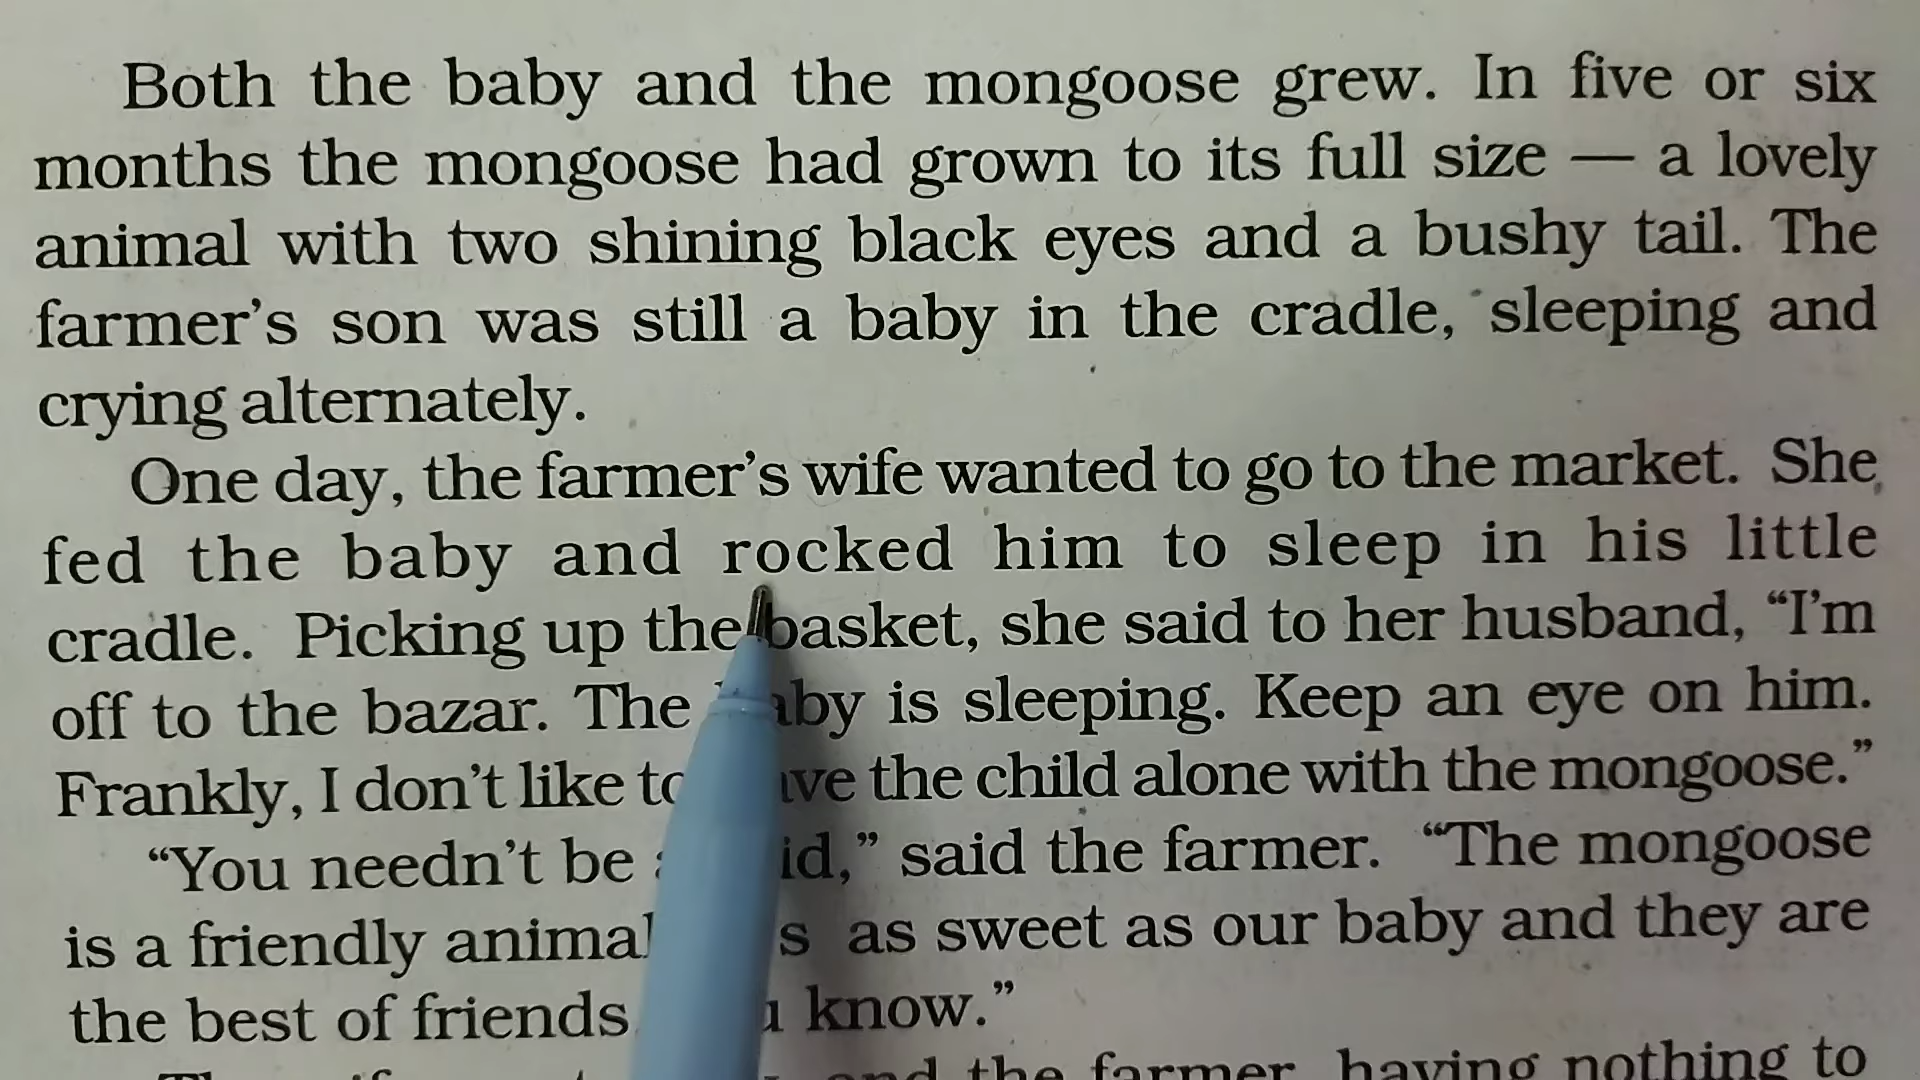 Both the baby and the mongoose grew. In five or six
months the mongoose had grown to its full size — a lovely
animal with two shining black eyes and a bushy tail. The
farmer’s son was still a baby in the cradle, sleeping and
crying alternately.
One day, the farmer’s wife wanted to go to the market. She
fed the baby and rocked him to sleep in his little
cradle. Picking up the basket, she said to her husband, “I’m
off to the bazar. The is sleeping. Keep an eye on him.
Frankly, I don’t like the child alone with the mongoose.”
“You needn’t be said the farmer. “The mongoose
is a friendly animal as sweet as our baby and they are
the best of friends know.”
the farmer, having nothing to